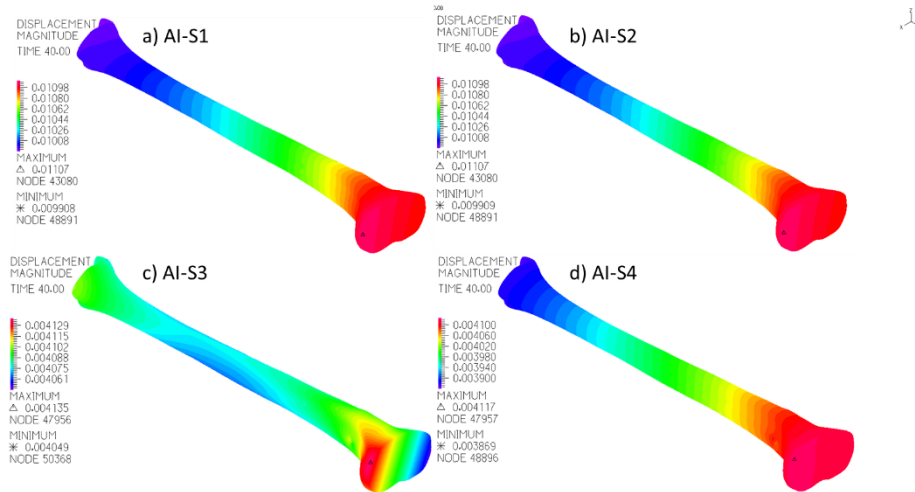 DISPLACEMENT
MAGNITUDE
TIME 40.00
a) AI-S1
0.01098
0.01080
0.01062
0.01044
0.01026
0.01008
MAXIMUM
△ 0.01107
NODE 43080
MINIMUM
✳ 0.009908
NODE 48891
DISPLACEMENT
MAGNITUDE
TIME 40.00
b) AI-S2
0.01098
0.01080
0.01062
0.01044
0.01026
0.01008
MAXIMUM
△ 0.01107
NODE 43080
MINIMUM
✳ 0.009909
NODE 48891
Z
X
DISPLACEMENT
MAGNITUDE
TIME 40.00
c) AI-S3
0.004129
0.004115
0.004102
0.004088
0.004075
0.004061
MAXIMUM
△ 0.004135
NODE 47956
MINIMUM
✳ 0.004049
NODE 50368
DISPLACEMENT
MAGNITUDE
TIME 40.00
d) AI-S4
0.004100
0.004060
0.004020
0.003980
0.003940
0.003900
MAXIMUM
△ 0.004117
NODE 47957
MINIMUM
✳ 0.003869
NODE 48896